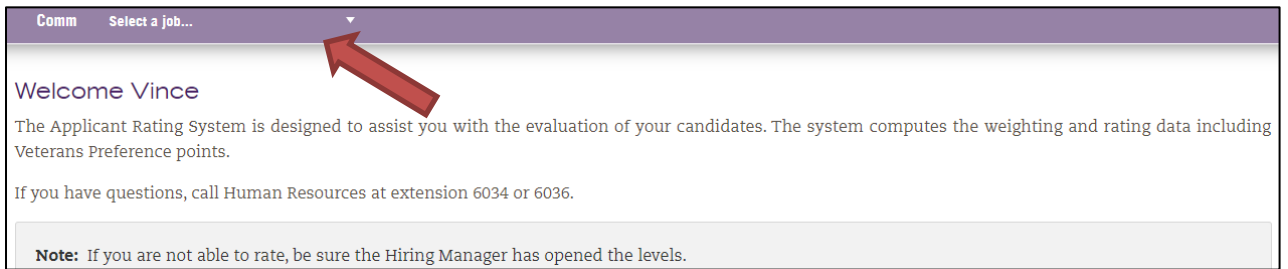 Comm Select a job...
Welcome Vince
The Applicant Rating System is designed to assist you with the evaluation of your candidates. The system computes the weighting and rating data including
Veterans Preference points.
If you have questions, call Human Resources at extension 6034 or 6036.
Note: If you are not able to rate, be sure the Hiring Manager has opened the levels.